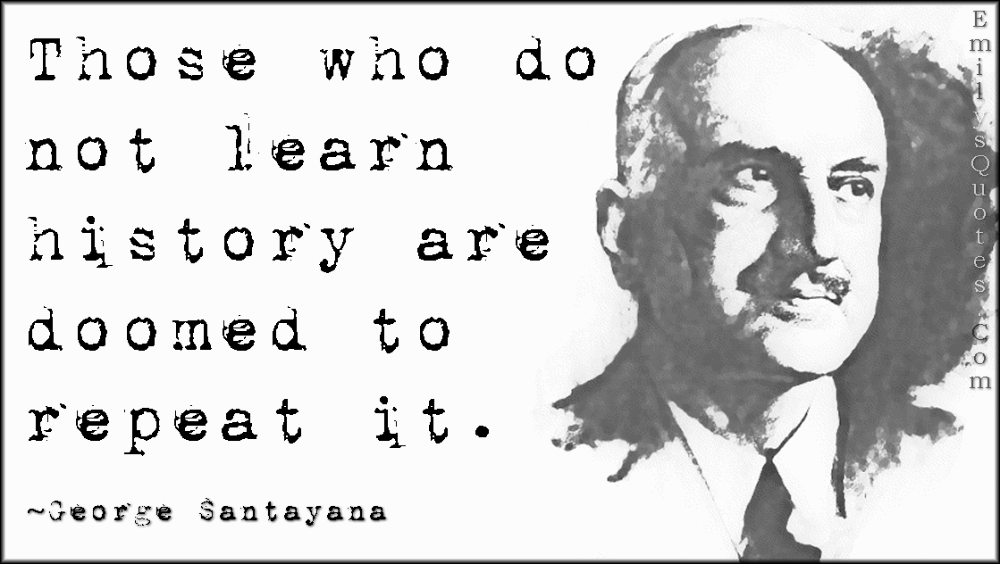 Those who do
not learn
history are
doomed to
repeat it.
~George Santayana
EmilysQuotes.Com